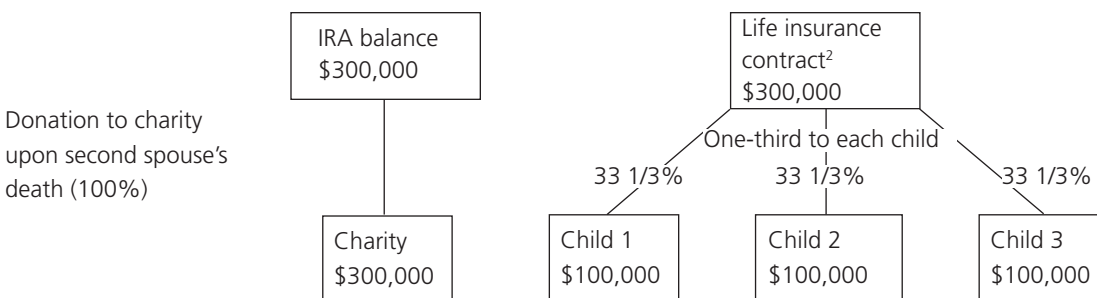 IRA balance
$300,000
Life insurance
contract²
$300,000
Donation to charity
upon second spouse's
death (100%)
One-third to each child
33 1/3%
33 1/3%
33 1/3%
Charity
$300,000
Child 1
$100,000
Child 2
$100,000
Child 3
$100,000